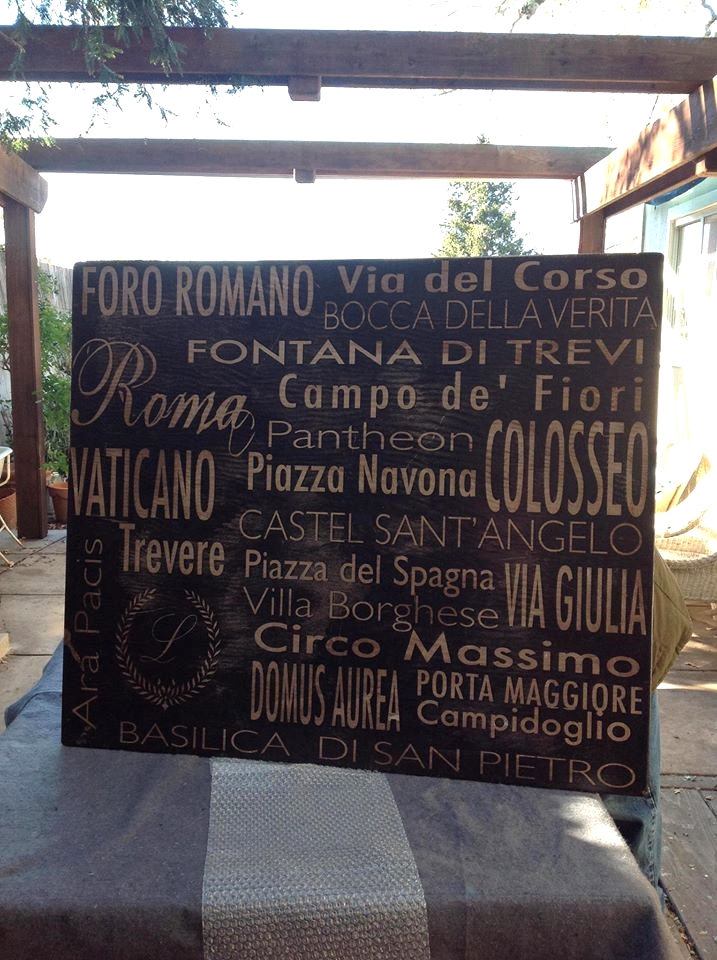 FORO ROMANO
Via del Corso
BOCCA DELLA VERITA
FONTANA DI TREVI
Roma
Campo de' Fiori
Pantheon
COLOSSEO
VATICANO
Piazza Navona
CASTEL SANT'ANGELO
Trevere
Piazza del Spagna
VIA GIULIA
Villa Borghese
Ara Pacis
L
Circo Massimo
DOMUS AUREA
PORTA MAGGIORE
Campidoglio
BASILICA DI SAN PIETRO